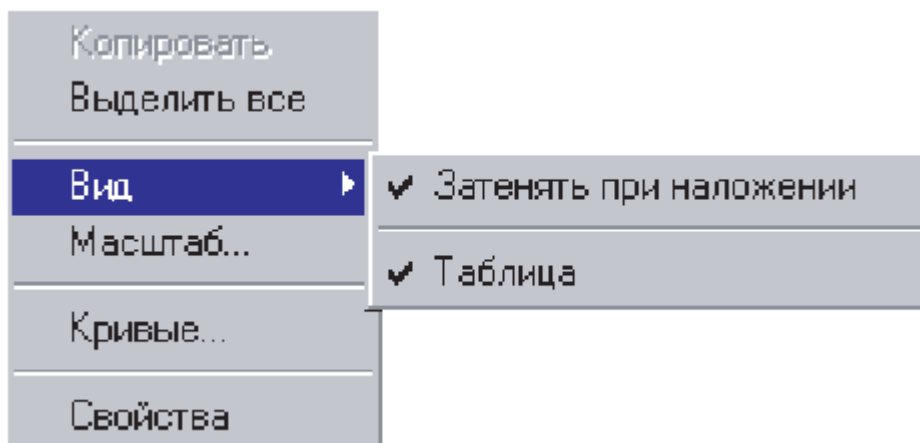 Копировать
Выделить все
Вид
Затенять при наложении
Масштаб...
Таблица
Кривые...
Свойства